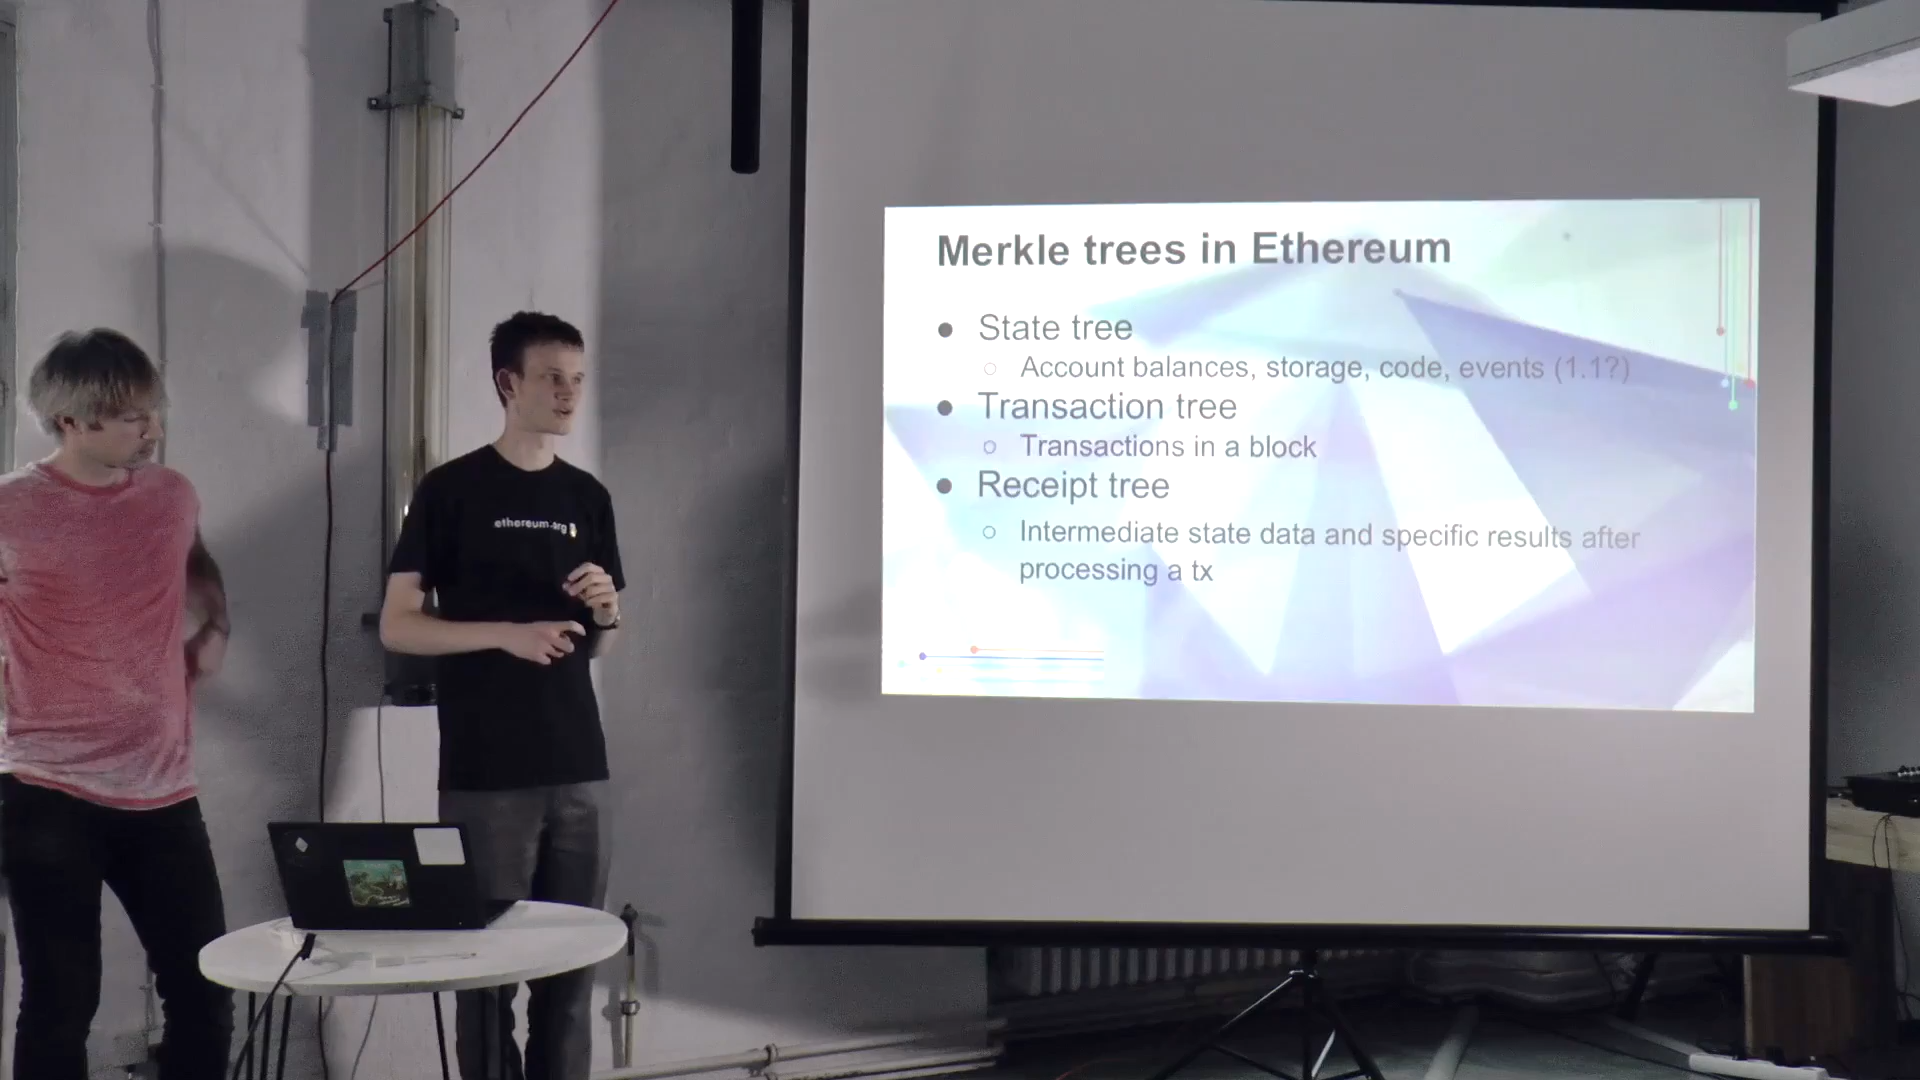 Merkle trees in Ethereum
● State tree
○ Account balances, storage, code, events (1.1?)
● Transaction tree
○ Transactions in a block
● Receipt tree
○ Intermediate state data and specific results after
processing a tx
ethereum.org